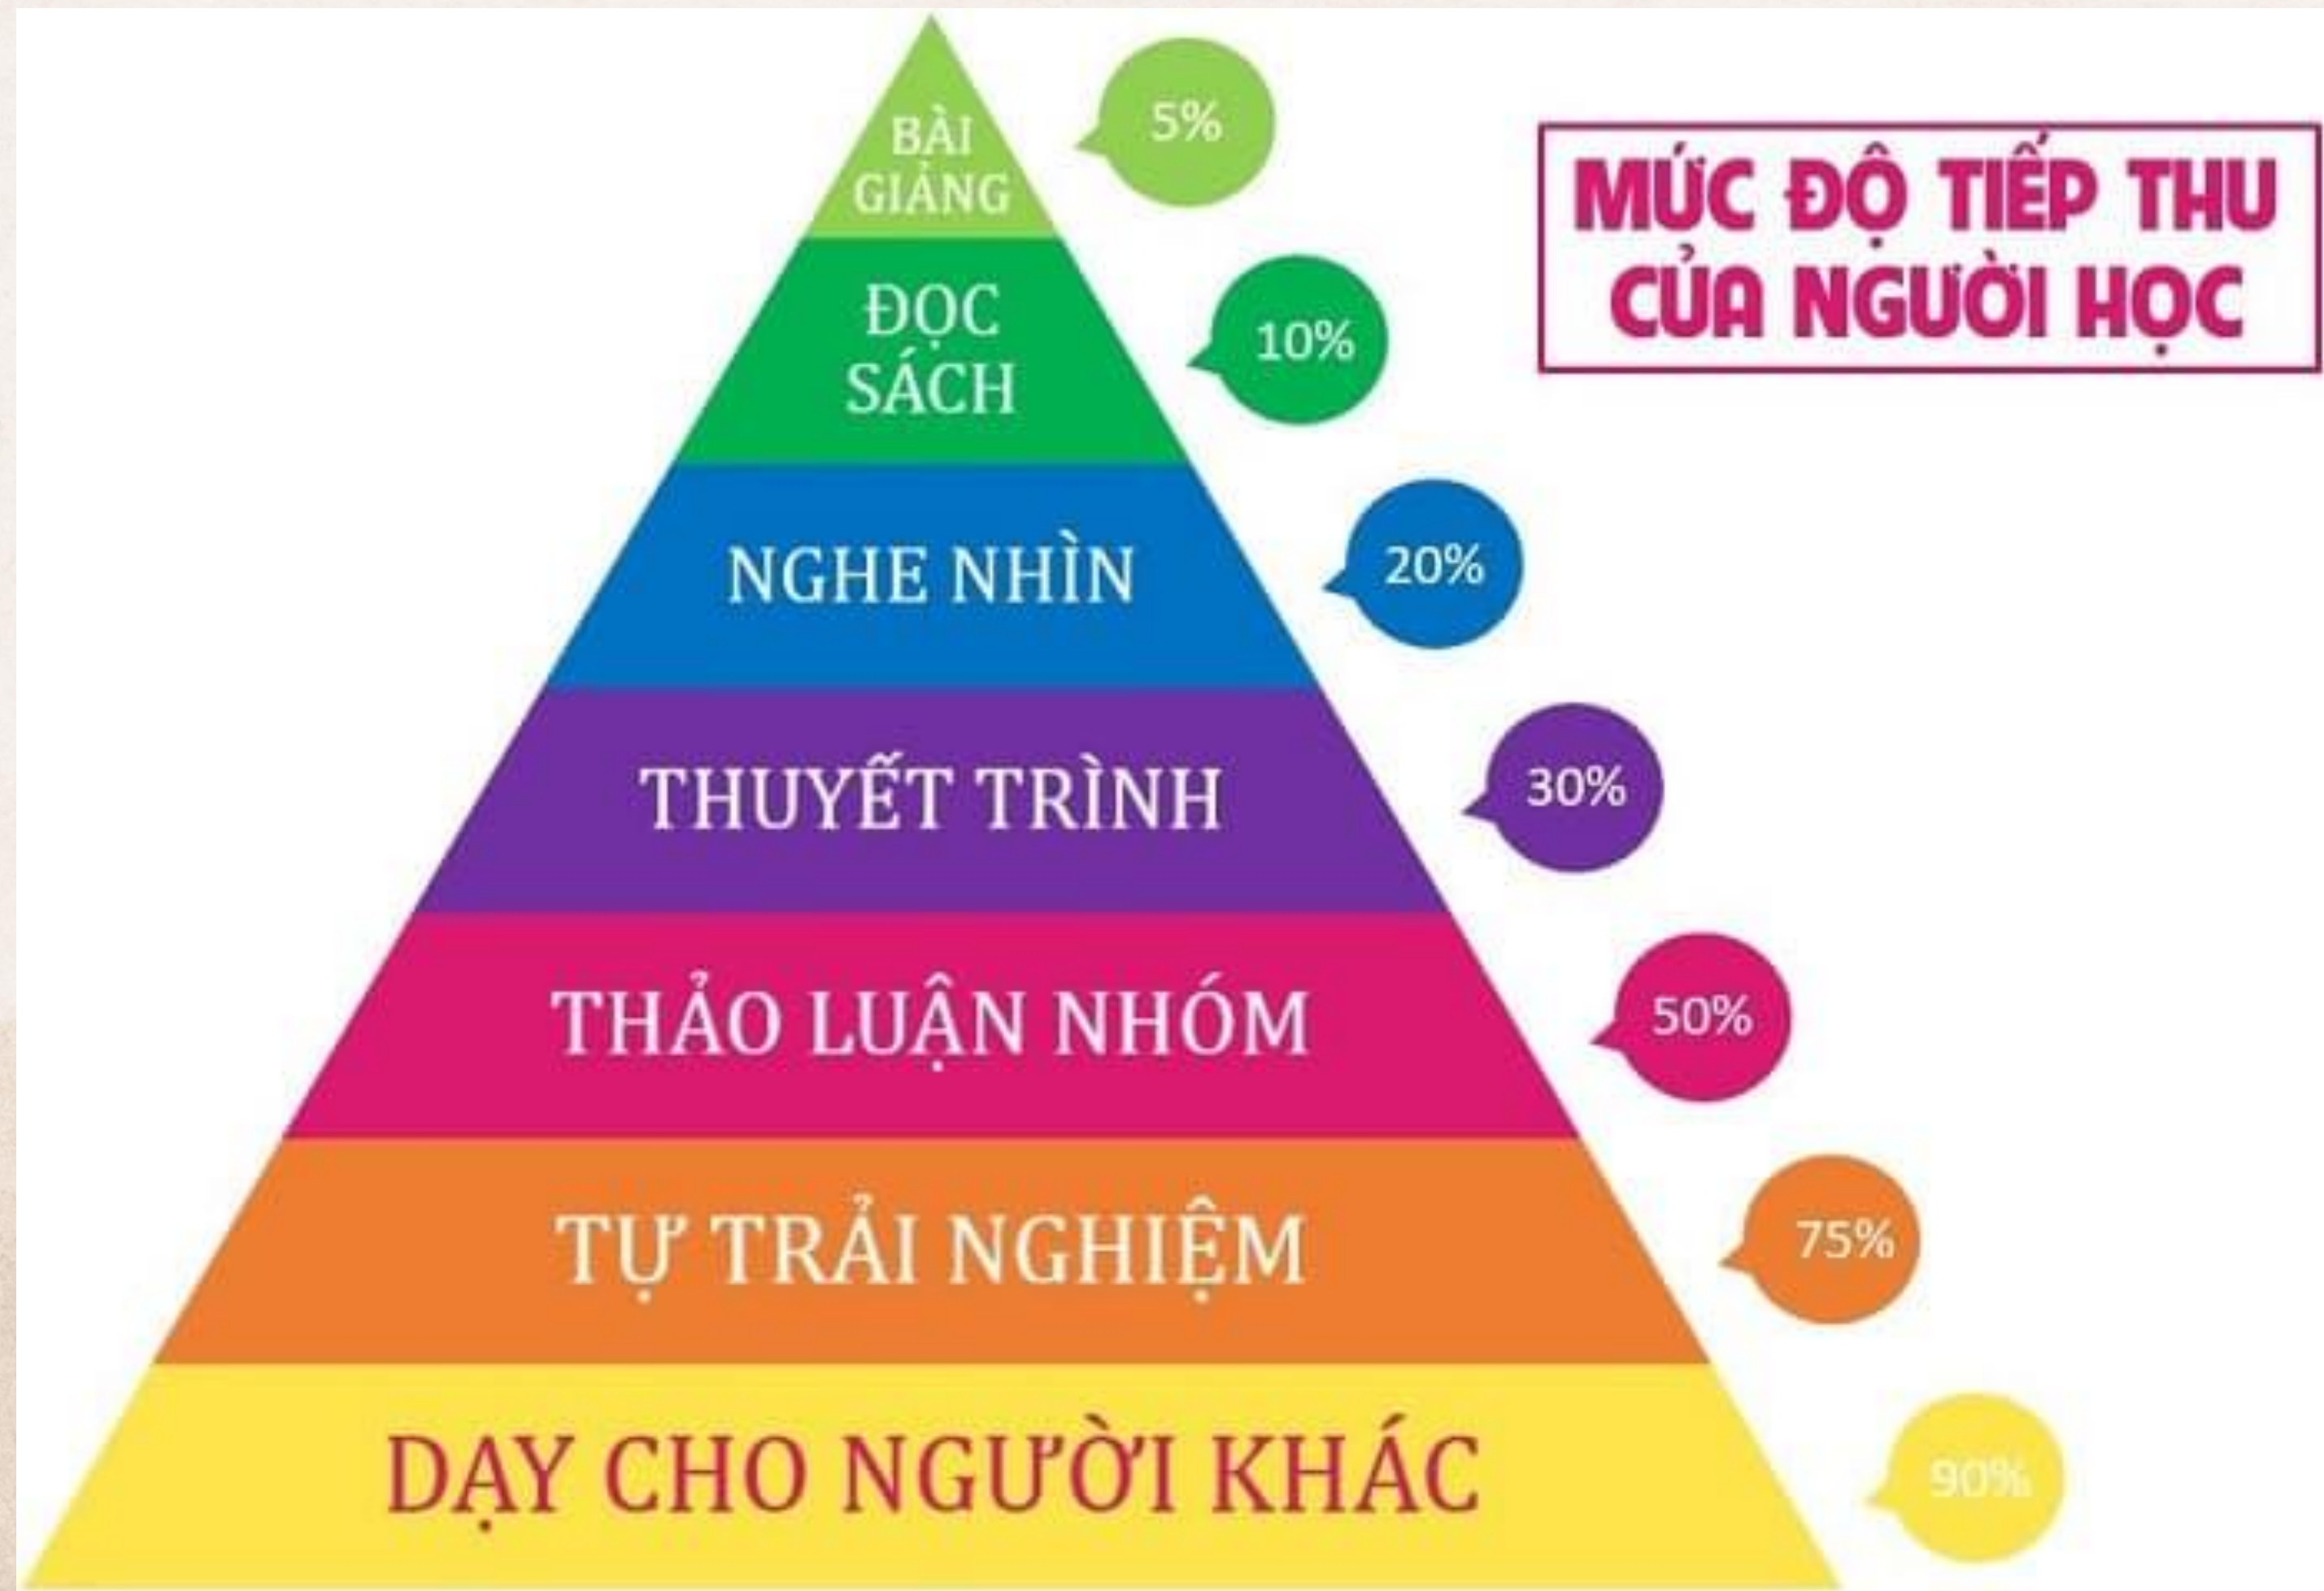 BÀI
GIẢNG
5%
MỨC ĐỘ TIẾP THU
CỦA NGƯỜI HỌC
ĐỌC
SÁCH
10%
NGHE NHÌN
20%
THUYẾT TRÌNH
30%
THẢO LUẬN NHÓM
50%
TỰ TRẢI NGHIỆM
75%
DẠY CHO NGƯỜI KHÁC
90%